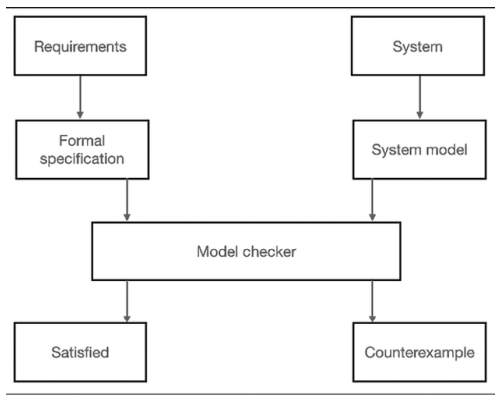 Requirements
System
Formal
specification
System model
Model checker
Satisfied
Counterexample